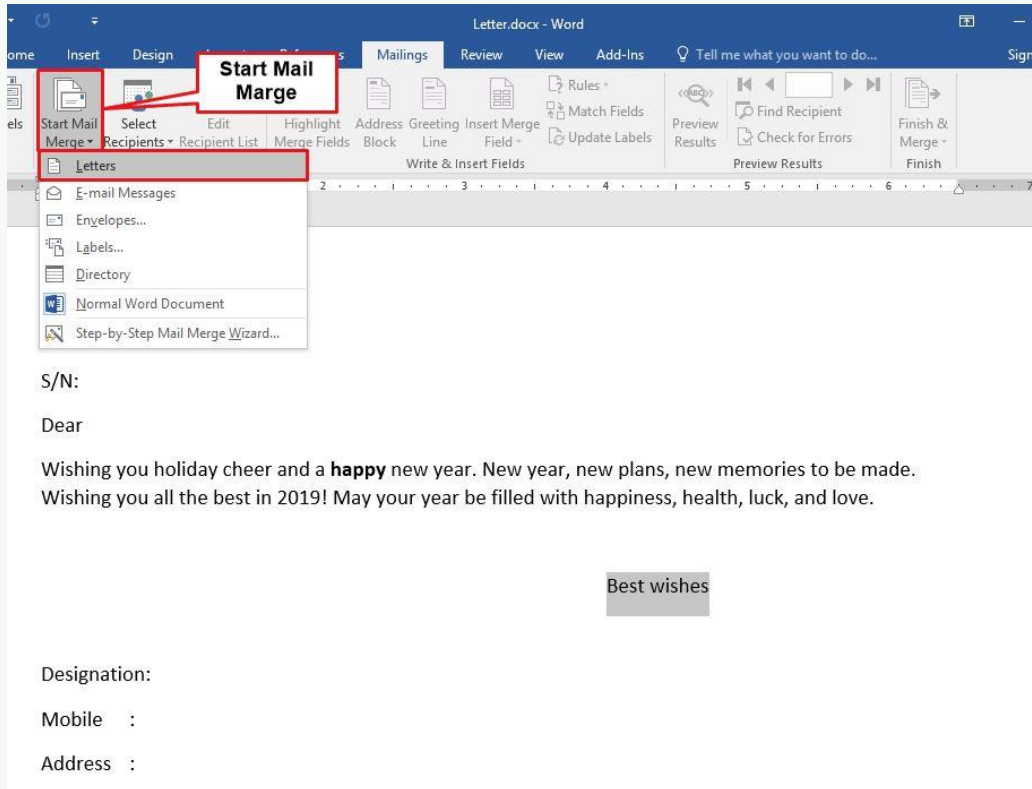 Letter.docx - Word
ome Insert Design Mailings Review View Add-Ins Tell me what you want to do... Sign
Start Mail
Marge
els
Start Mail
Merge
Select
Recipients
Edit
Recipient List
Highlight
Merge Fields
Address
Block
Greeting
Line
Insert Merge
Field
Rules
Match Fields
Update Labels
Preview
Results
Find Recipient
Check for Errors
Finish &
Merge
Write & Insert Fields
Preview Results
Finish
2 3 4 5 6 7
Letters
E-mail Messages
Envelopes...
Labels...
Directory
Normal Word Document
Step-by-Step Mail Merge Wizard...
S/N:
Dear
Wishing you holiday cheer and a happy new year. New year, new plans, new memories to be made.
Wishing you all the best in 2019! May your year be filled with happiness, health, luck, and love.
Best wishes
Designation:
Mobile :
Address :